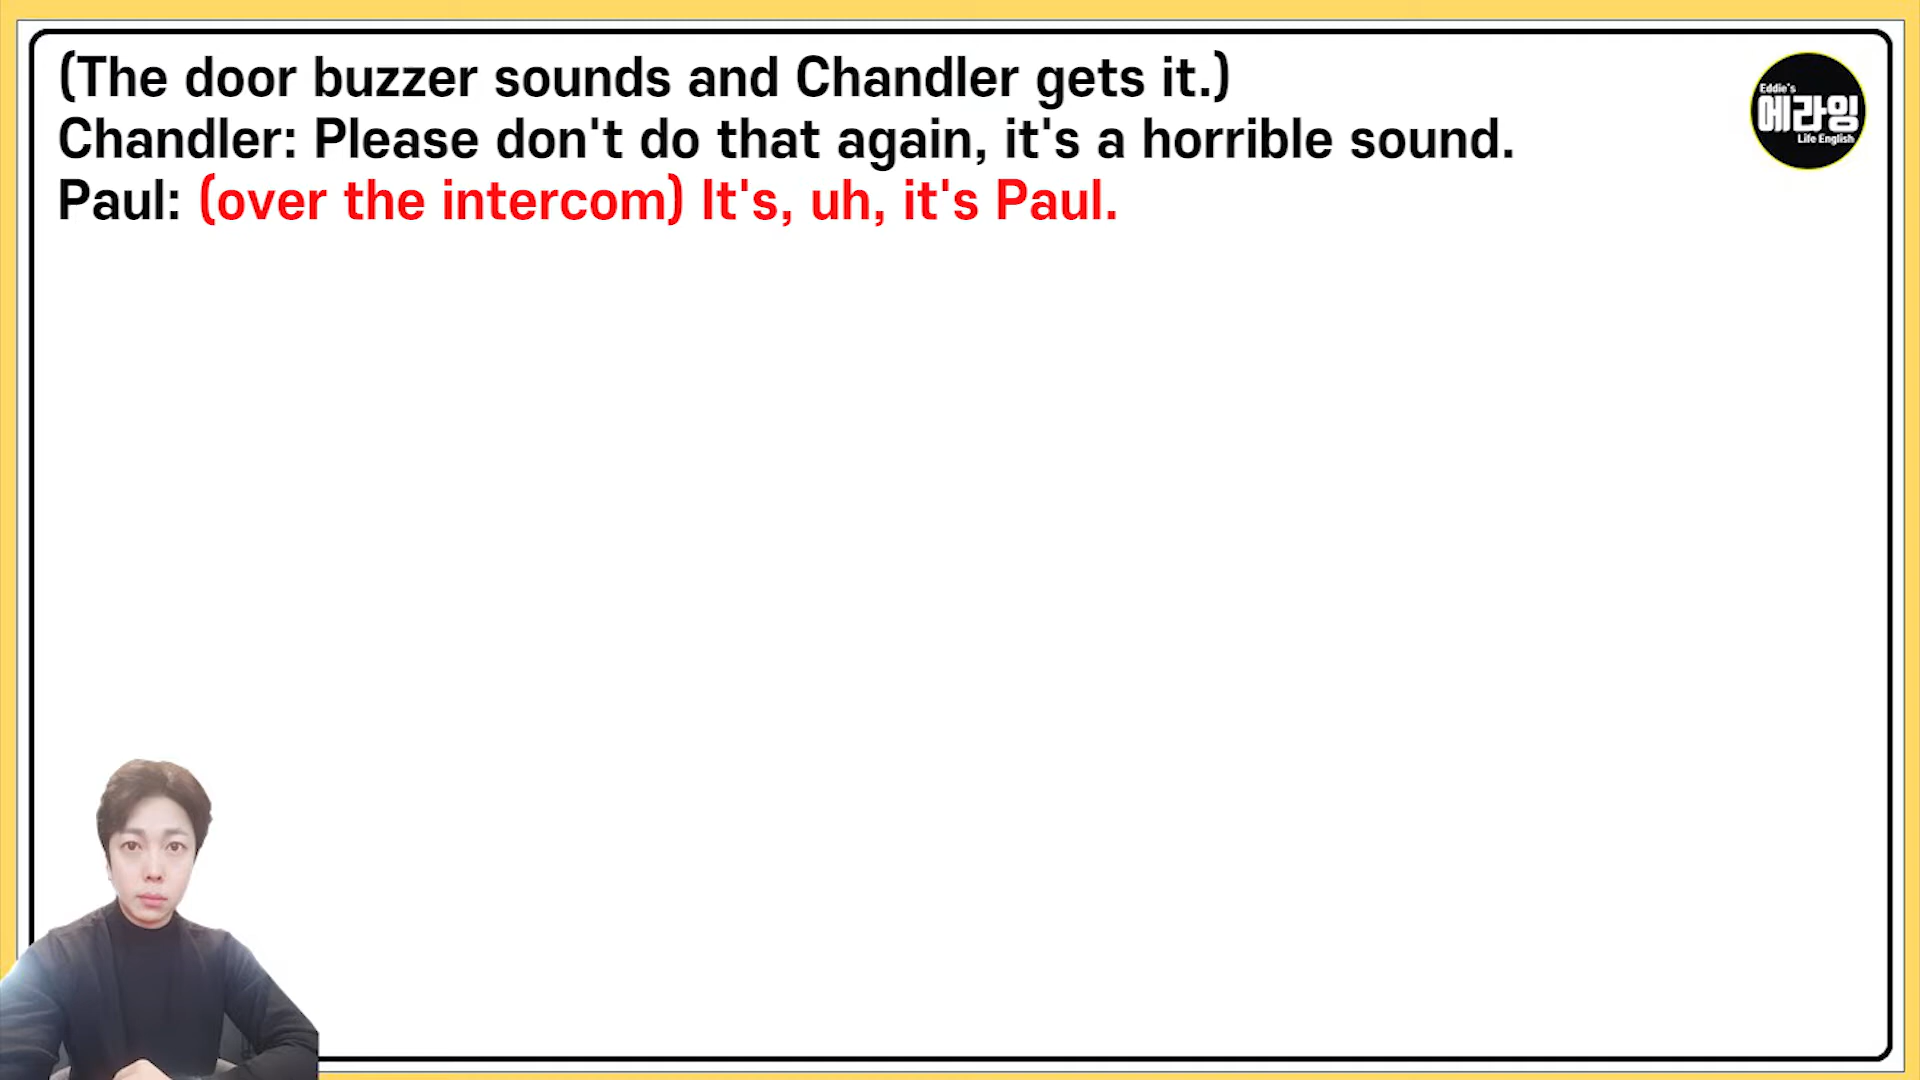 (The door buzzer sounds and Chandler gets it.)
Chandler: Please don't do that again, it's a horrible sound.
Paul: (over the intercom) It's, uh, it's Paul.
Eddie's
에라잉
Life English